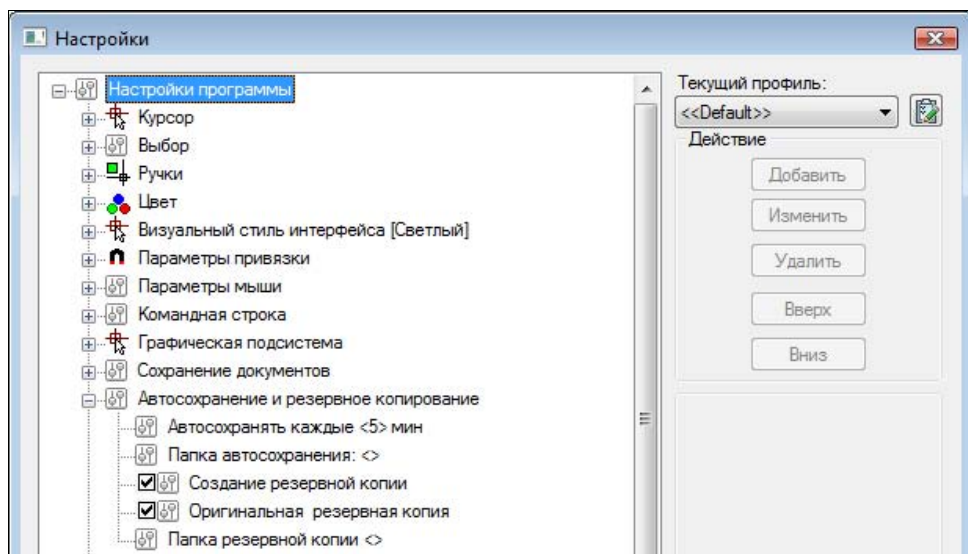 Настройки
Настройки программы
Курсор
Выбор
Ручки
Цвет
Визуальный стиль интерфейса [Светлый]
Параметры привязки
Параметры мыши
Командная строка
Графическая подсистема
Сохранение документов
Автосохранение и резервное копирование
Автосохранять каждые <5> мин
Папка автосохранения: <>
Создание резервной копии
Оригинальная резервная копия
Папка резервной копии <>
Текущий профиль:
<<Default>>
Действие
Добавить
Изменить
Удалить
Вверх
Вниз